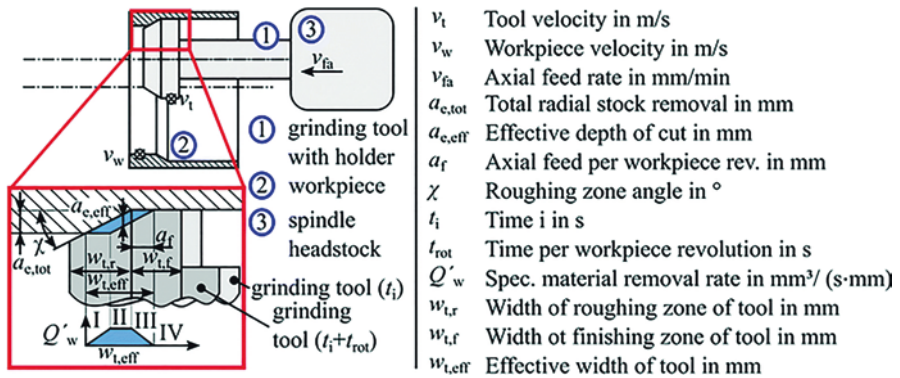 1
3
v_fa
v_t
2
v_w
1 grinding tool
with holder
2 workpiece
3 spindle
headstock
a_e,eff
χ
a_f
a_e,tot
w_t,r
w_t,f
w_t,eff
grinding tool (t_i)
grinding
tool (t_i+t_rot)
I II III IV
Q´_w
w_t,eff
v_t Tool velocity in m/s
v_w Workpiece velocity in m/s
v_fa Axial feed rate in mm/min
a_e,tot Total radial stock removal in mm
a_e,eff Effective depth of cut in mm
a_f Axial feed per workpiece rev. in mm
χ Roughing zone angle in °
t_i Time i in s
t_rot Time per workpiece revolution in s
Q´_w Spec. material removal rate in mm³/ (s·mm)
w_t,r Width of roughing zone of tool in mm
w_t,f Width ot finishing zone of tool in mm
w_t,eff Effective width of tool in mm